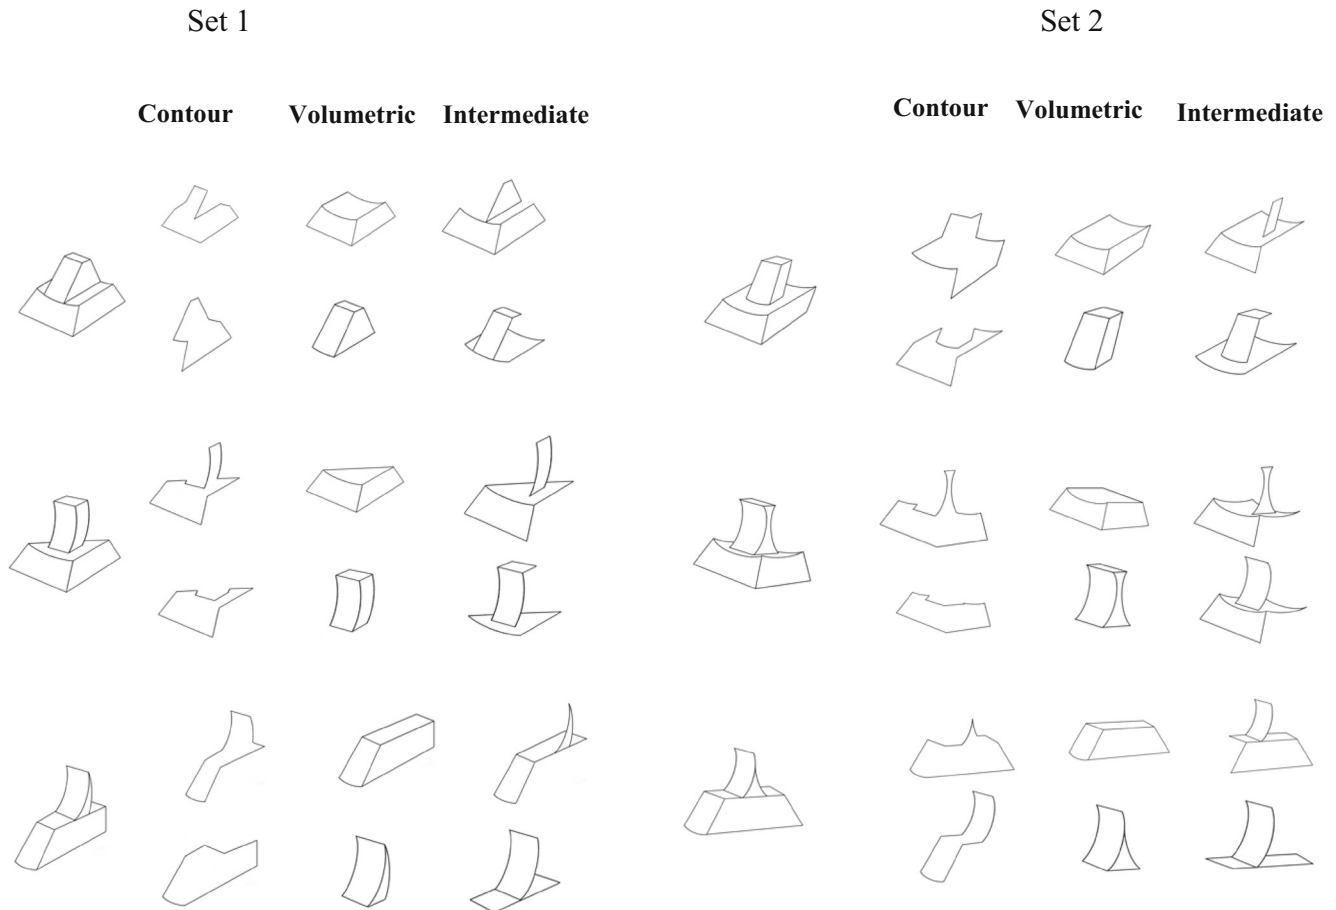 Set 1
Set 2
Contour
Volumetric
Intermediate
Contour
Volumetric
Intermediate